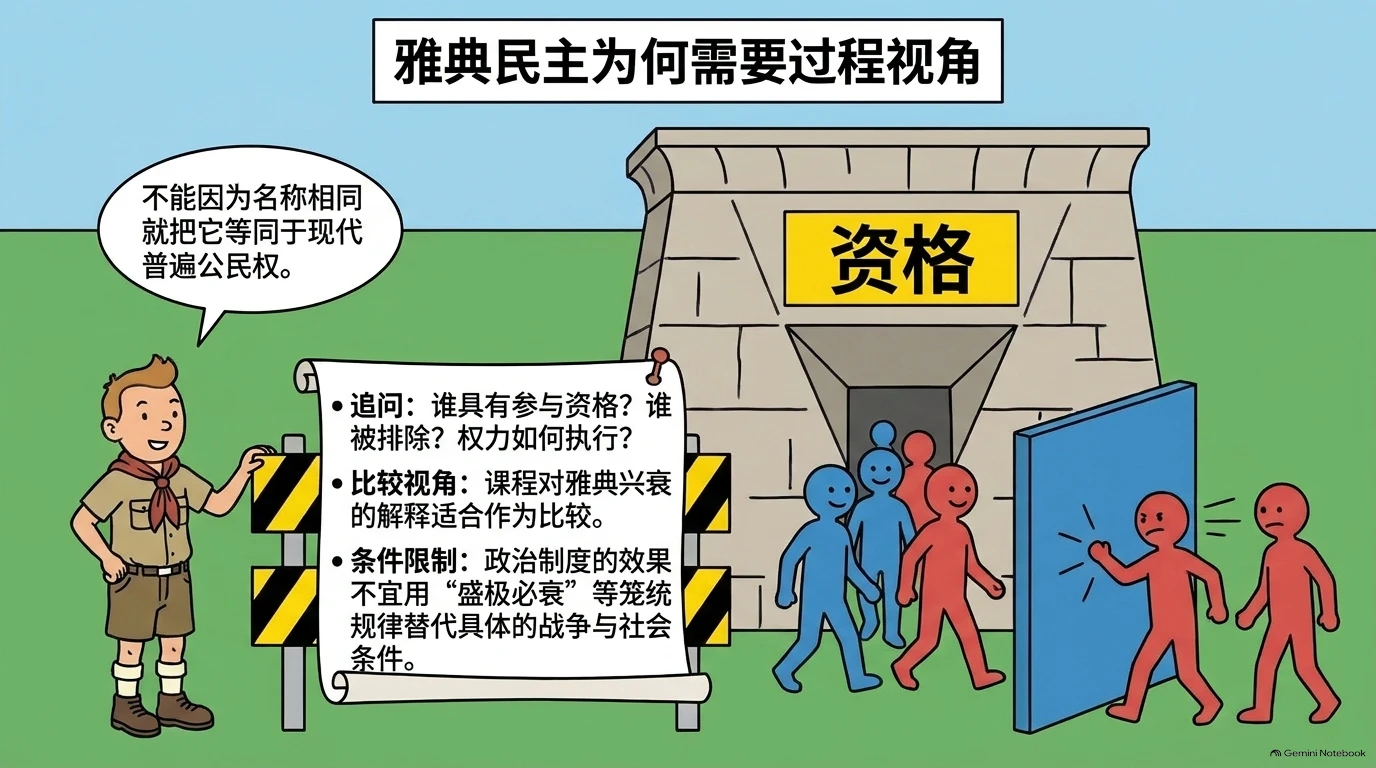 雅典民主为何需要过程视角
不能因为名称相同
就把它等同于现代
普遍公民权。
资格
• 追问：谁具有参与资格？谁
被排除？权力如何执行？
• 比较视角：课程对雅典兴衰
的解释适合作为比较。
• 条件限制：政治制度的效果
不宜用“盛极必衰”等笼统
规律替代具体的战争与社会
条件。
Gemini Notebook